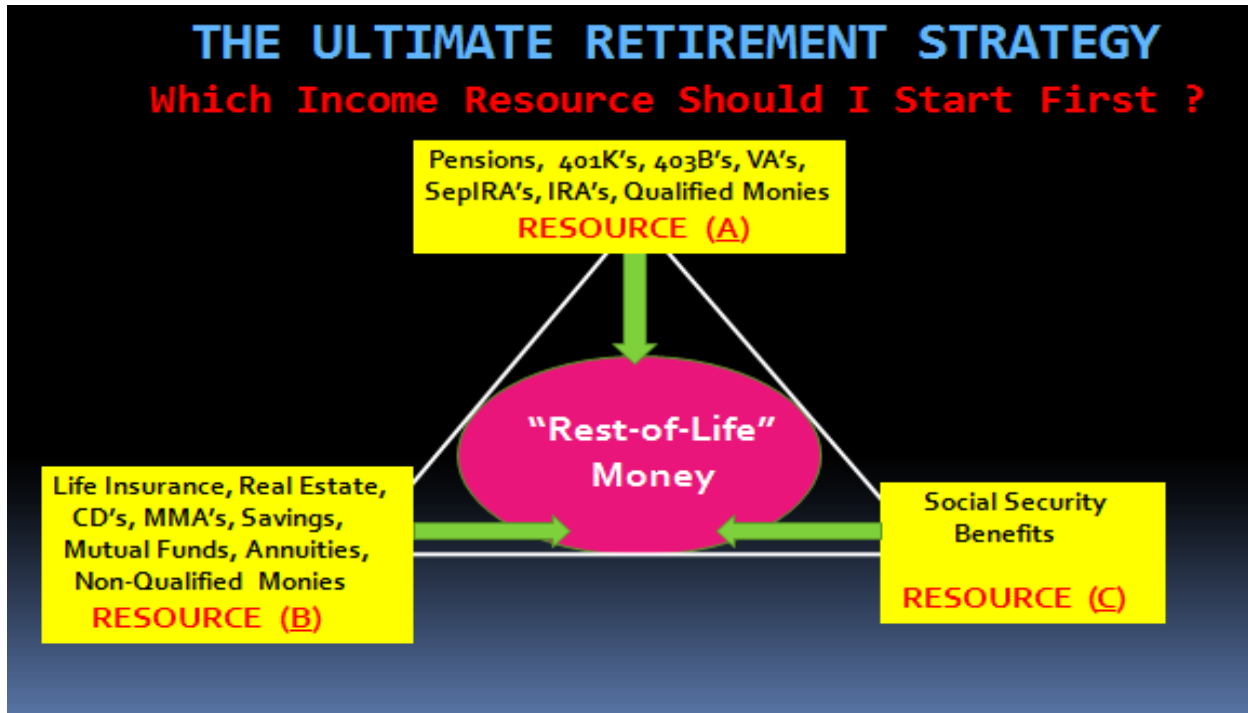 THE ULTIMATE RETIREMENT STRATEGY
Which Income Resource Should I Start First ?
Pensions, 401K's, 403B's, VA's,
SepIRA's, IRA's, Qualified Monies
RESOURCE (A)
“Rest-of-Life”
Money
Life Insurance, Real Estate,
CD's, MMA's, Savings,
Mutual Funds, Annuities,
Non-Qualified Monies
RESOURCE (B)
Social Security
Benefits
RESOURCE (C)